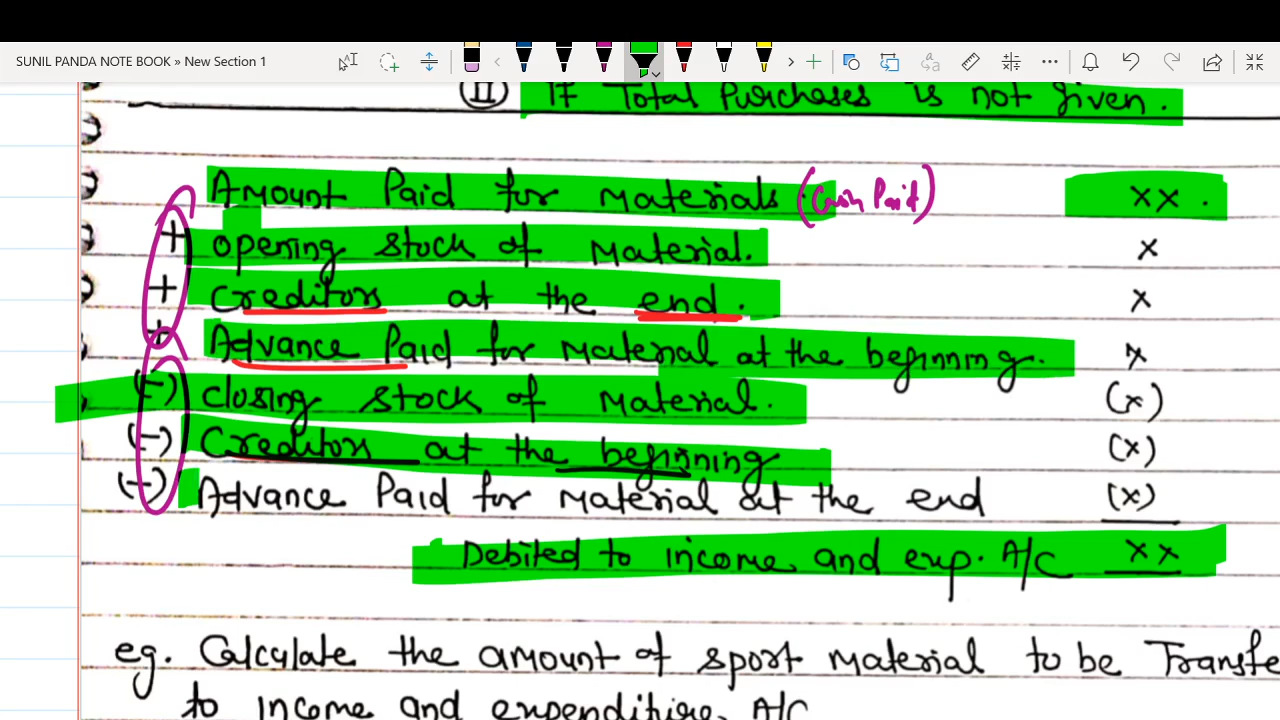 SUNIL PANDA NOTE BOOK » New Section 1
(II) If Total Purchases is not given.
Amount Paid for Materials (Cash Paid) XX.
+ opening stock of Material. X
+ Creditors at the end. X
+ Advance Paid for Material at the beginning. X
(-) closing stock of Material. (X)
(-) Creditors at the beginning (X)
(-) Advance Paid for Material at the end (X)
Debited to income and exp. A/C XX
eg. Calculate the amount of sport material to be Transfe
to income and expenditure A/C